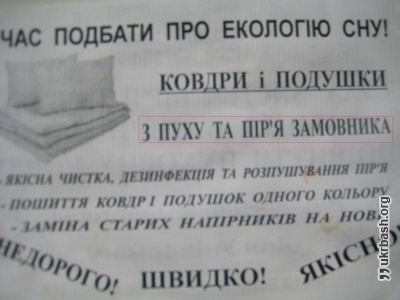 ЧАС ПОДБАТИ ПРО ЕКОЛОГІЮ СНУ!
КОВДРИ і ПОДУШКИ
З ПУХУ ТА ПІР'Я ЗАМОВНИКА
- ЯКІСНА ЧИСТКА, ДЕЗИНФЕКЦІЯ ТА РОЗПУШУВАННЯ ПІР'Я
- ПОШИТТЯ КОВДР І ПОДУШОК ОДНОГО КОЛЬОРУ
- ЗАМІНА СТАРИХ НАПІРНИКІВ НА НОВІ
НЕДОРОГО! ШВИДКО! ЯКІСНО
ukrbash.org